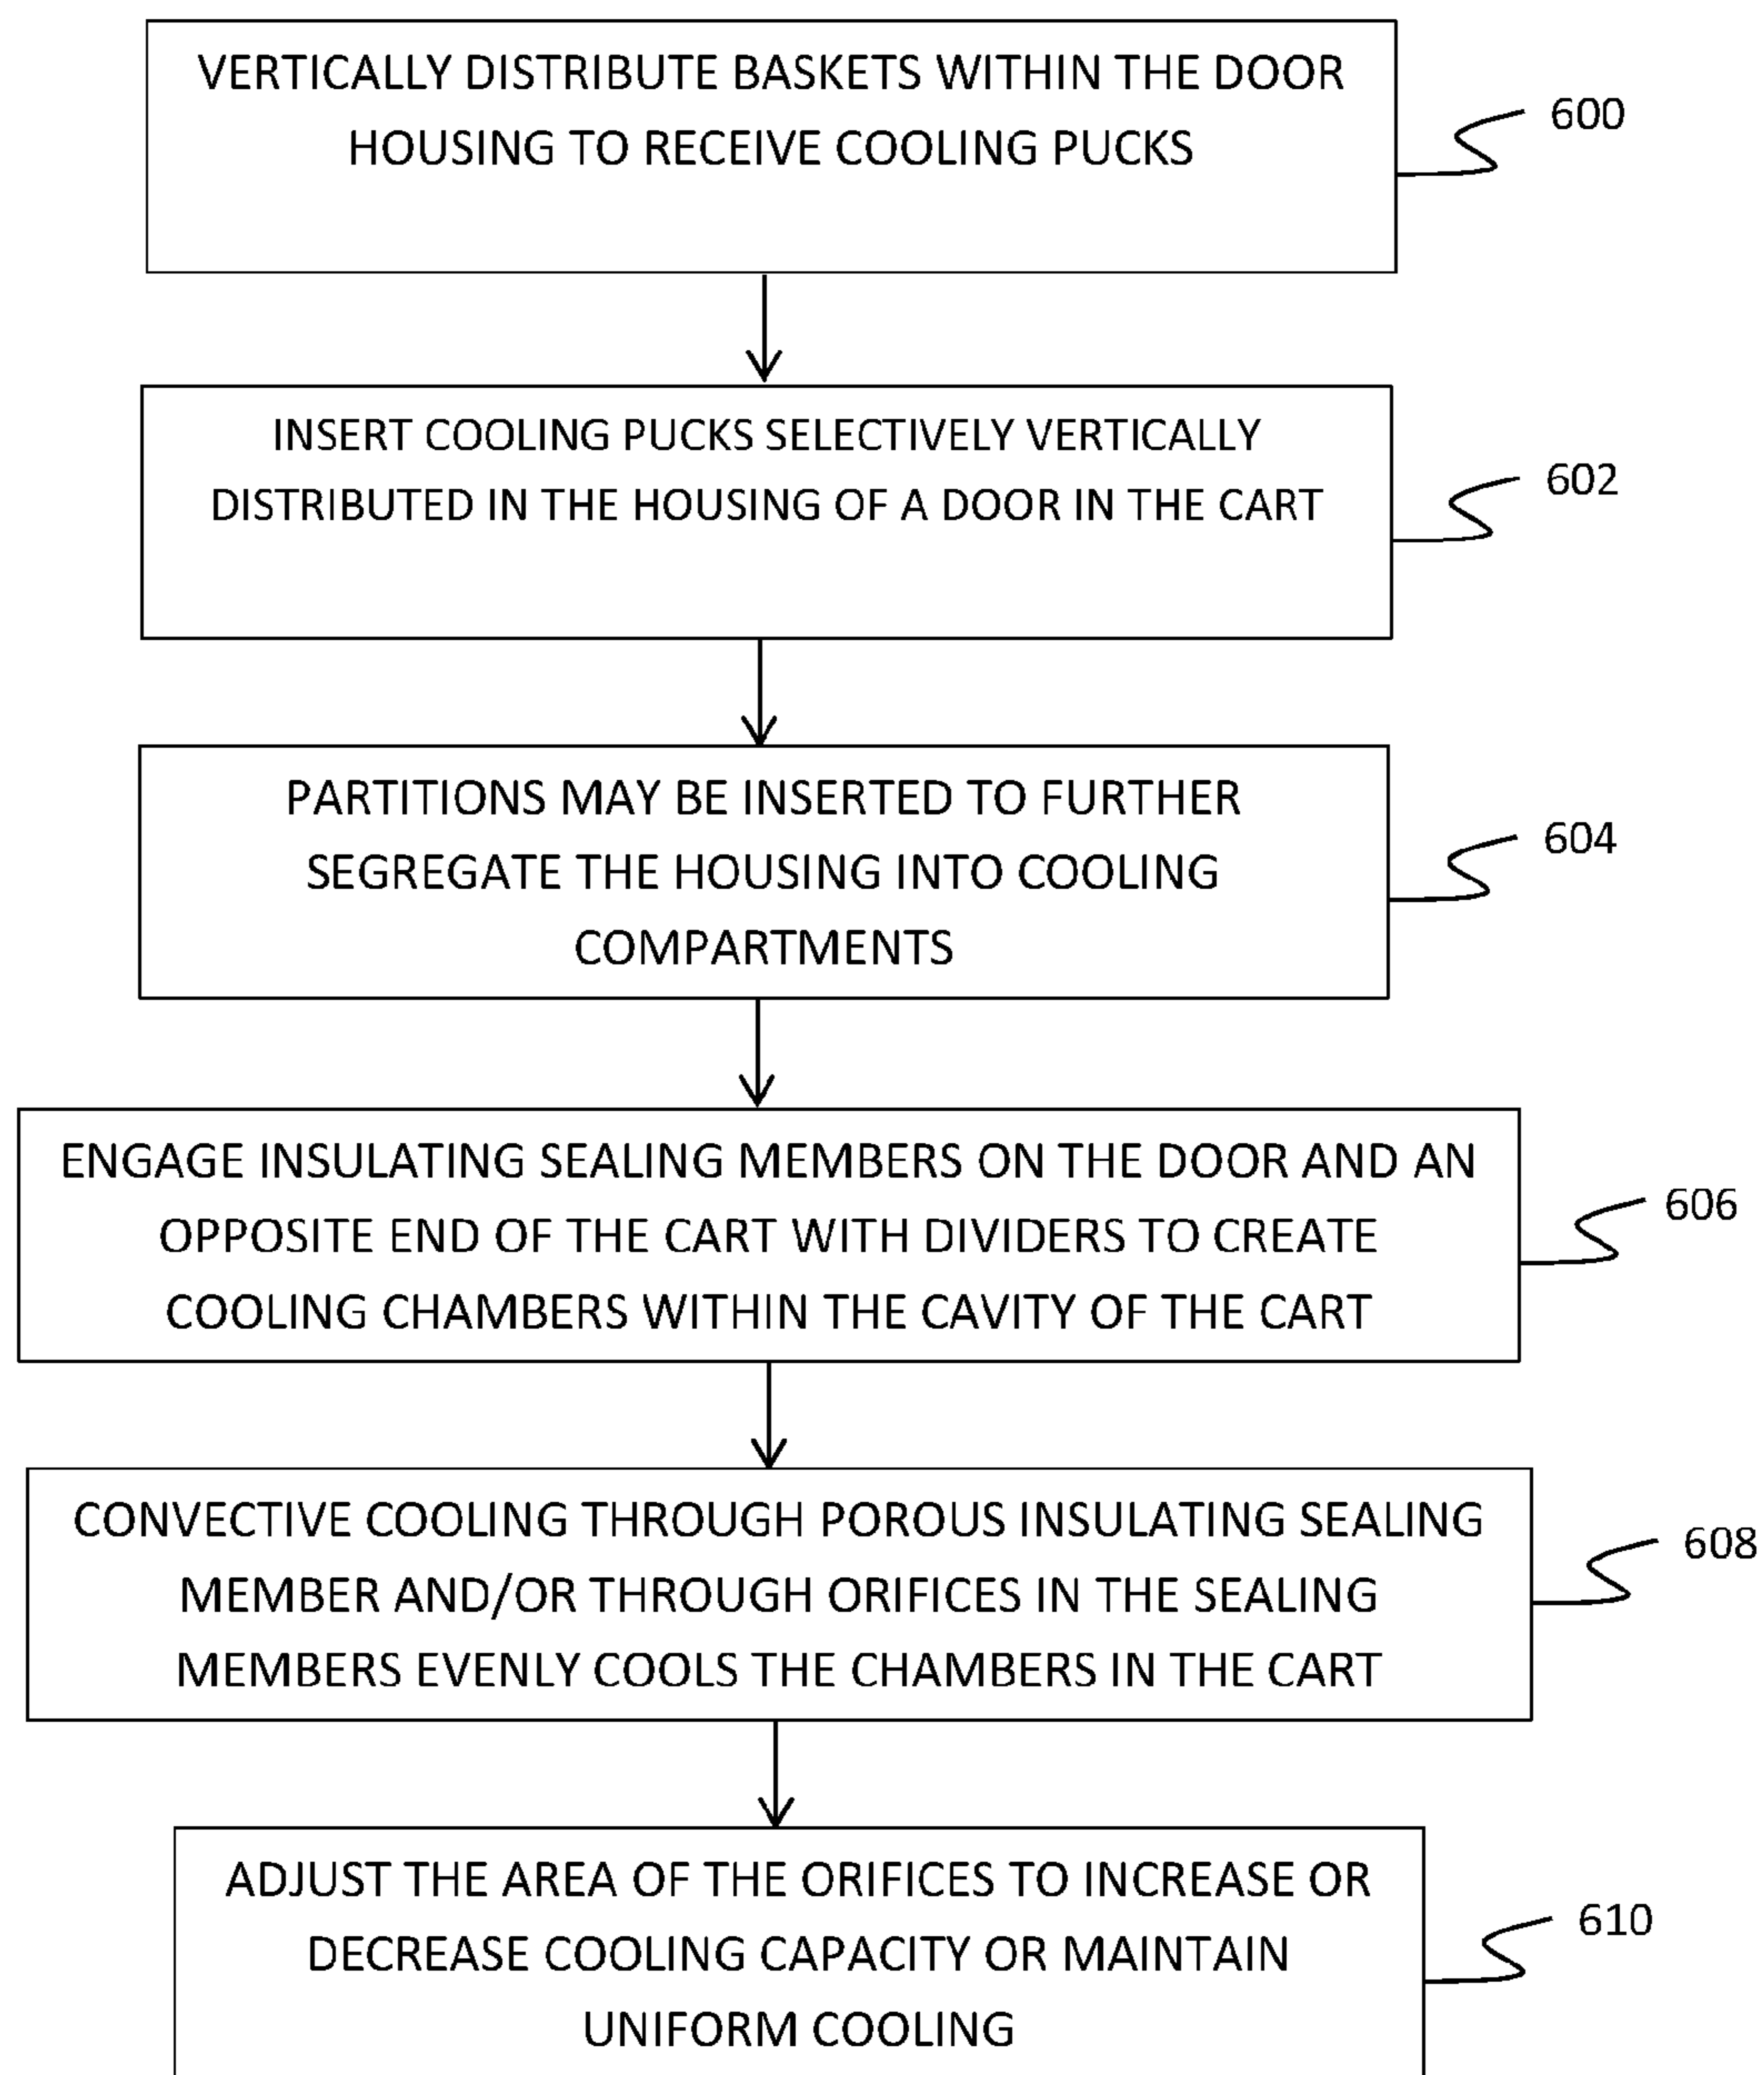 VERTICALLY DISTRIBUTE BASKETS WITHIN THE DOOR
HOUSING TO RECEIVE COOLING PUCKS
600
INSERT COOLING PUCKS SELECTIVELY VERTICALLY
DISTRIBUTED IN THE HOUSING OF A DOOR IN THE CART
602
PARTITIONS MAY BE INSERTED TO FURTHER
SEGREGATE THE HOUSING INTO COOLING
COMPARTMENTS
604
ENGAGE INSULATING SEALING MEMBERS ON THE DOOR AND AN
OPPOSITE END OF THE CART WITH DIVIDERS TO CREATE
COOLING CHAMBERS WITHIN THE CAVITY OF THE CART
606
CONVECTIVE COOLING THROUGH POROUS INSULATING SEALING
MEMBER AND/OR THROUGH ORIFICES IN THE SEALING
MEMBERS EVENLY COOLS THE CHAMBERS IN THE CART
608
ADJUST THE AREA OF THE ORIFICES TO INCREASE OR
DECREASE COOLING CAPACITY OR MAINTAIN
UNIFORM COOLING
610